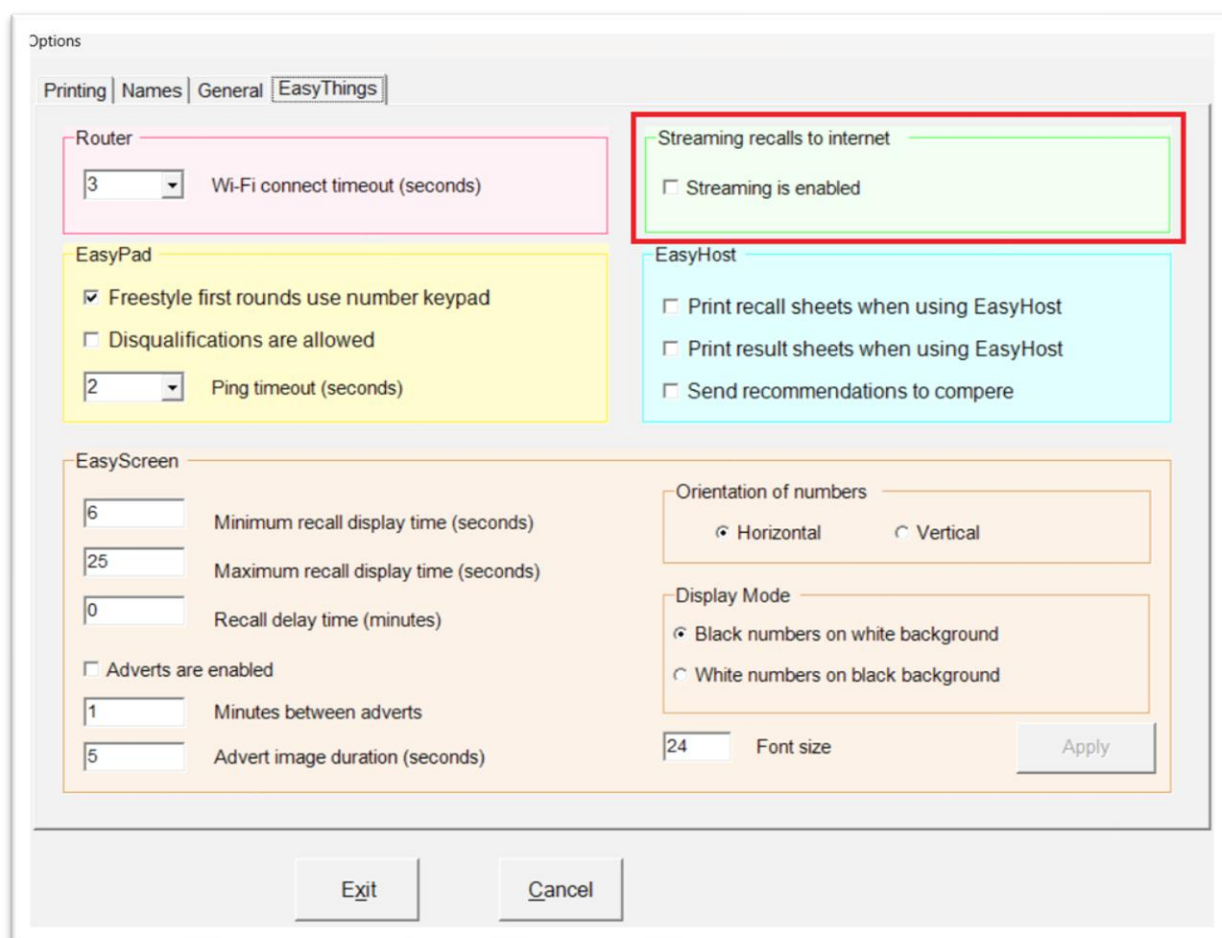 Options
Printing Names General EasyThings
Router
3 Wi-Fi connect timeout (seconds)
Streaming recalls to internet
Streaming is enabled
EasyPad
Freestyle first rounds use number keypad
Disqualifications are allowed
2 Ping timeout (seconds)
EasyHost
Print recall sheets when using EasyHost
Print result sheets when using EasyHost
Send recommendations to compere
EasyScreen
6 Minimum recall display time (seconds)
25 Maximum recall display time (seconds)
0 Recall delay time (minutes)
Adverts are enabled
1 Minutes between adverts
5 Advert image duration (seconds)
Orientation of numbers
Horizontal Vertical
Display Mode
Black numbers on white background
White numbers on black background
24 Font size Apply
Exit Cancel